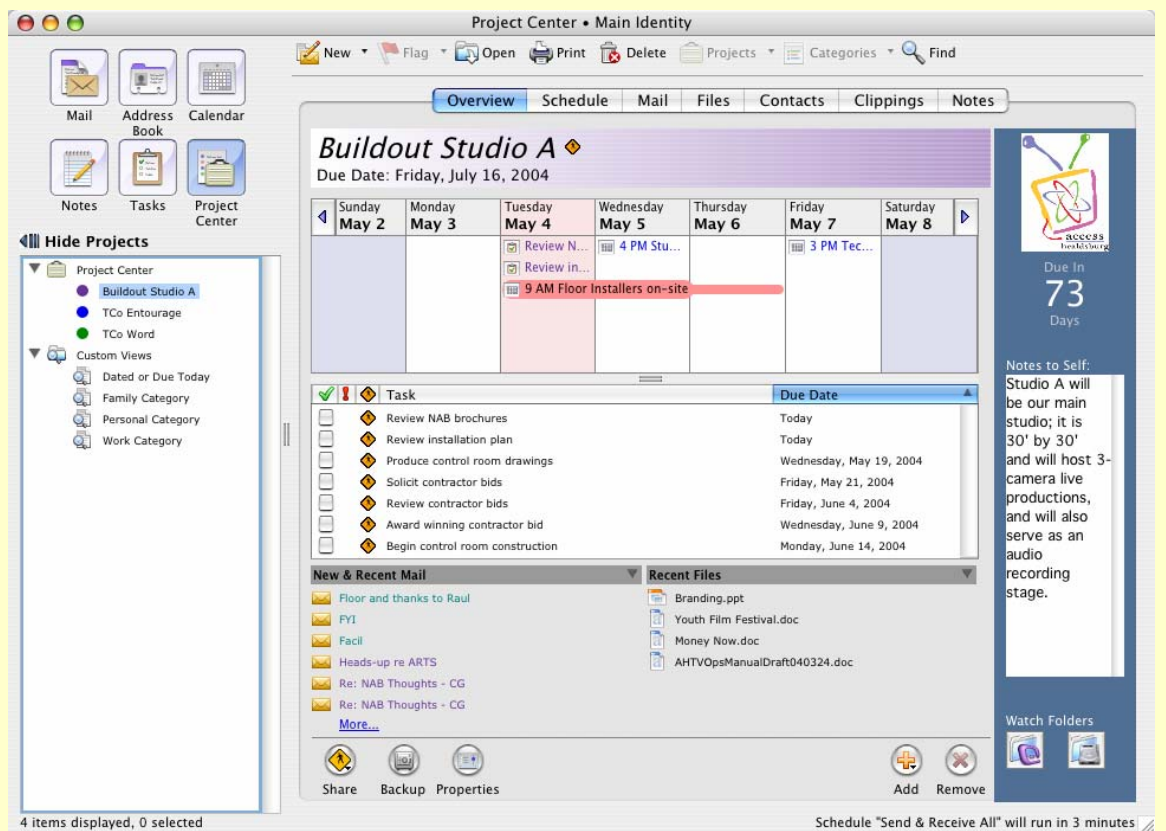 Project Center • Main Identity
New Flag Open Print Delete Projects Categories Find
Mail Address Book Calendar
Notes Tasks Project Center
Hide Projects
Project Center
Buildout Studio A
TCo Entourage
TCo Word
Custom Views
Dated or Due Today
Family Category
Personal Category
Work Category
Overview Schedule Mail Files Contacts Clippings Notes
Buildout Studio A
Due Date: Friday, July 16, 2004
Sunday Monday Tuesday Wednesday Thursday Friday Saturday
May 2 May 3 May 4 May 5 May 6 May 7 May 8
Review N... 4 PM Stu... 3 PM Tec...
Review in...
9 AM Floor Installers on-site
Task Due Date
Review NAB brochures Today
Review installation plan Today
Produce control room drawings Wednesday, May 19, 2004
Solicit contractor bids Friday, May 21, 2004
Review contractor bids Friday, June 4, 2004
Award winning contractor bid Wednesday, June 9, 2004
Begin control room construction Monday, June 14, 2004
New & Recent Mail
Floor and thanks to Raul
FYI
Facil
Heads-up re ARTS
Re: NAB Thoughts - CG
Re: NAB Thoughts - CG
More...
Recent Files
Branding.ppt
Youth Film Festival.doc
Money Now.doc
AHTVOpsManualDraft040324.doc
Share Backup Properties Add Remove
access
healdsburg
Due In
73
Days
Notes to Self:
Studio A will
be our main
studio; it is
30' by 30'
and will host 3-
camera live
productions,
and will also
serve as an
audio
recording
stage.
Watch Folders
4 items displayed, 0 selected
Schedule "Send & Receive All" will run in 3 minutes